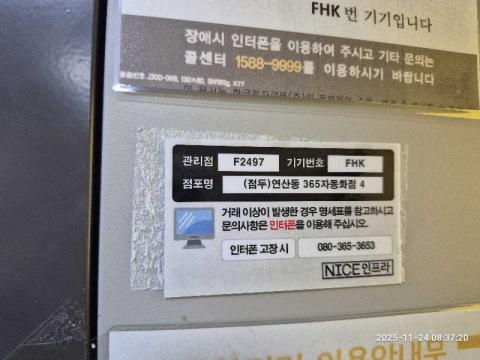 FHK 번 기기입니다
장애시 인터폰을 이용하여 주시고 기타 문의는
콜센터 1588-9999를 이용하시기 바랍니다
관리점 F2497 기기번호 FHK
점포명 (점두)연산동 365자동화점 4
거래 이상이 발생한 경우 명세표를 참고하시고
문의사항은 인터폰을 이용해 주십시오.
인터폰 고장 시 080-365-3653
NICE인프라
이용안내문
2025-11-24 08:37:20